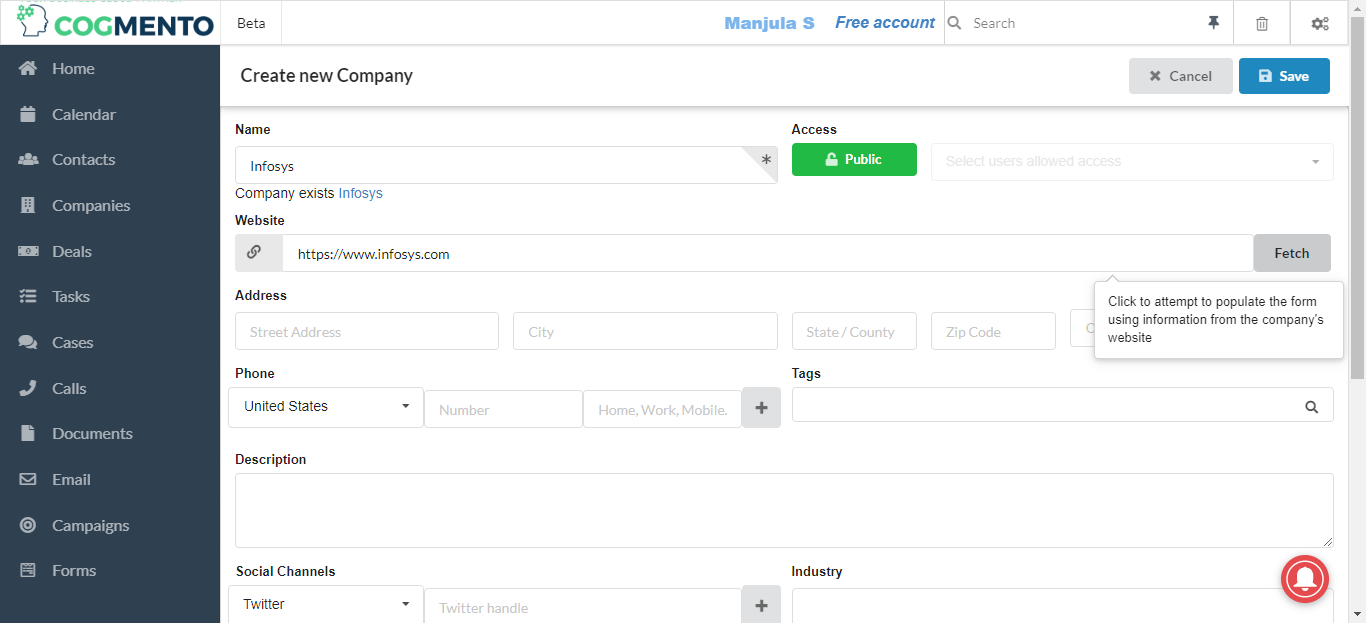 COGMENTO
Beta
Manjula S
Free account
Search
Home
Calendar
Contacts
Companies
Deals
Tasks
Cases
Calls
Documents
Email
Campaigns
Forms
Create new Company
Cancel
Save
Name
Access
Infosys
*
Public
Select users allowed access
Company exists Infosys
Website
https://www.infosys.com
Fetch
Address
Click to attempt to populate the form
using information from the company's
website
Street Address
City
State / County
Zip Code
Phone
Tags
United States
Number
Home, Work, Mobile.
Description
Social Channels
Industry
Twitter
Twitter handle